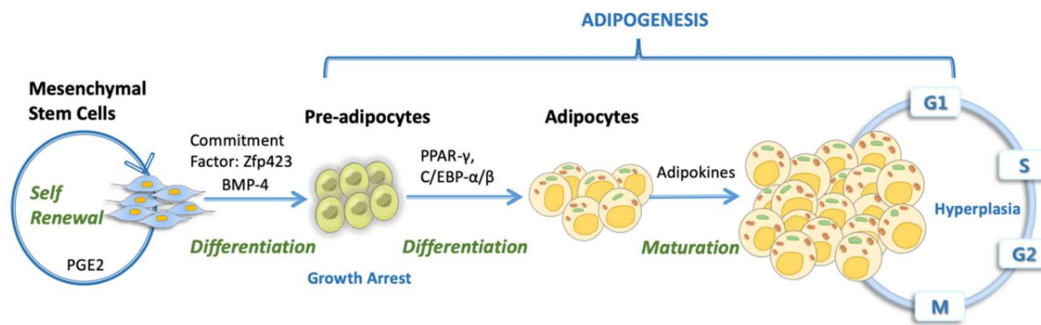 ADIPOGENESIS
Mesenchymal
Stem Cells
Self
Renewal
PGE2
Commitment
Factor: Zfp423
BMP-4
Differentiation
Pre-adipocytes
Growth Arrest
PPAR-γ,
C/EBP-α/β
Differentiation
Adipocytes
Adipokines
Maturation
G1
S
Hyperplasia
G2
M